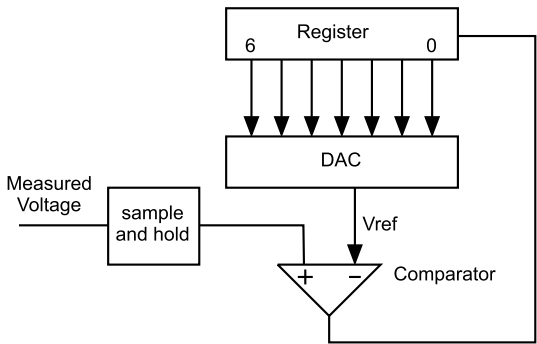 Register
6 0
DAC
Measured
Voltage
sample
and hold
Vref
+ −
Comparator